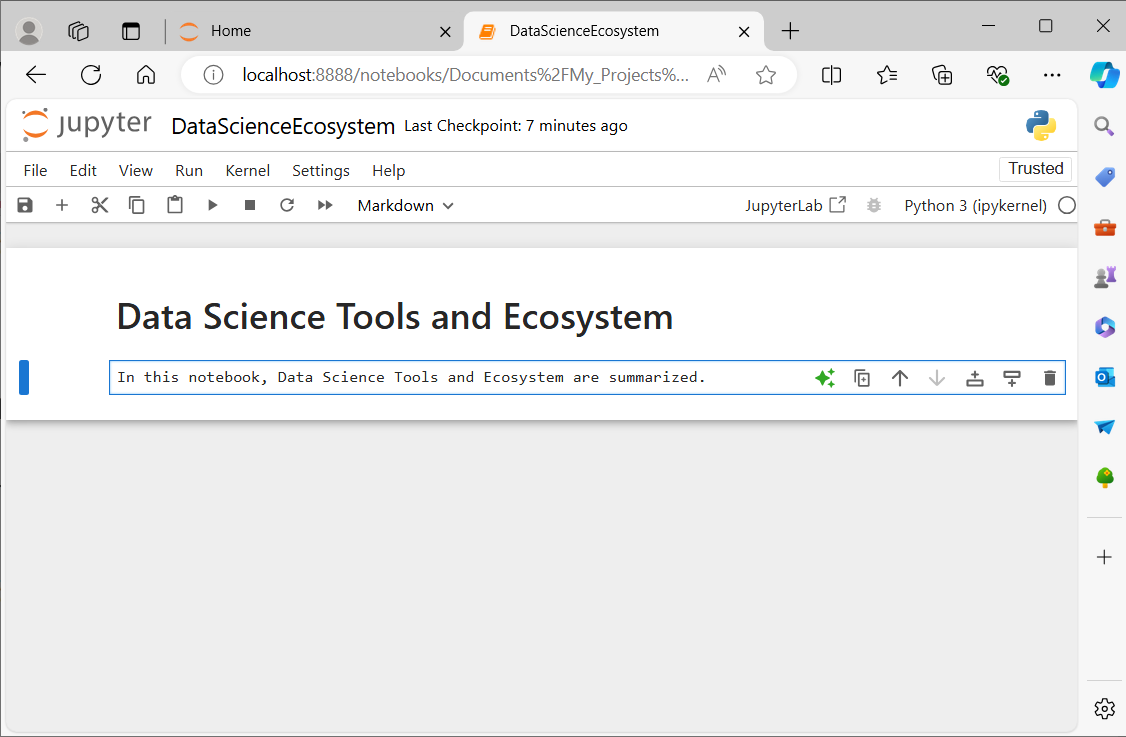 Home
DataScienceEcosystem
localhost:8888/notebooks/Documents%2FMy_Projects%...
jupyter DataScienceEcosystem Last Checkpoint: 7 minutes ago
File Edit View Run Kernel Settings Help Trusted
Markdown JupyterLab Python 3 (ipykernel)
Data Science Tools and Ecosystem
In this notebook, Data Science Tools and Ecosystem are summarized.